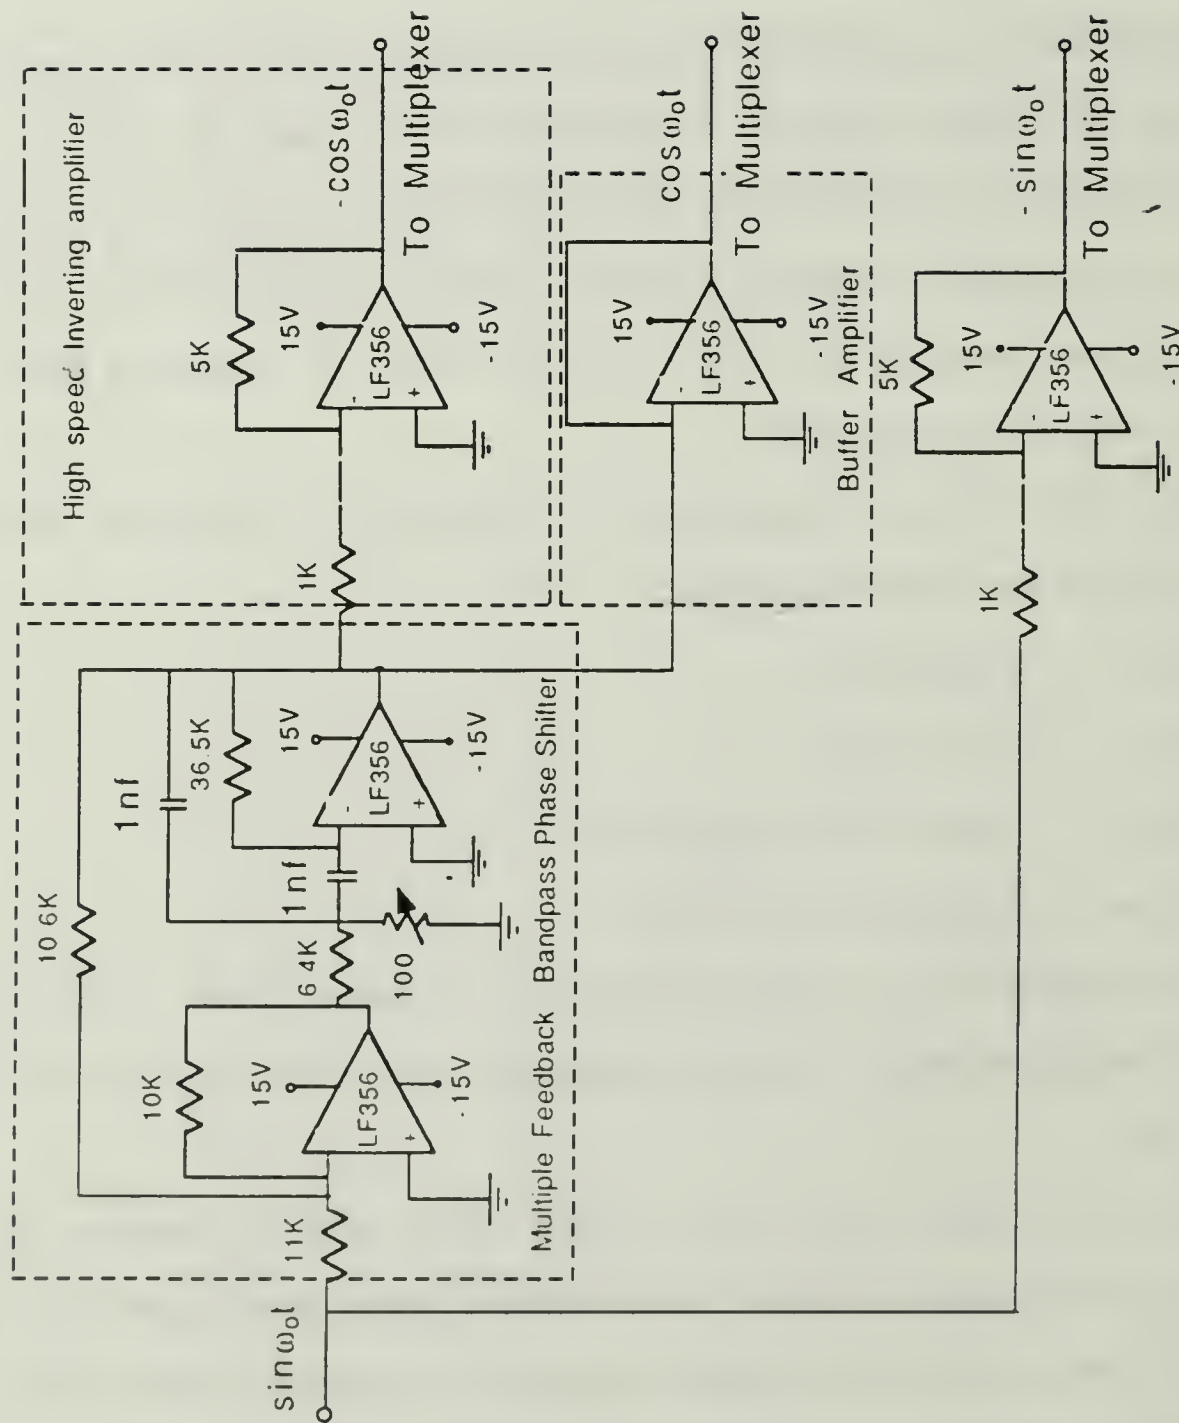 High speed Inverting amplifier
5K
15V
LF356
-
+
-15V
1K
-cosω₀t
To Multiplexer
10 6K
1nf
36.5K
15V
LF356
-
+
-15V
1nf
100
6 4K
10K
15V
LF356
+
-15V
11K
sinω₀t
Multiple Feedback Bandpass Phase Shifter
cosω₀t
To Multiplexer
15V
LF356
-
+
-15V
Buffer Amplifier
5K
15V
LF356
-
+
-15V
1K
-sinω₀t
To Multiplexer